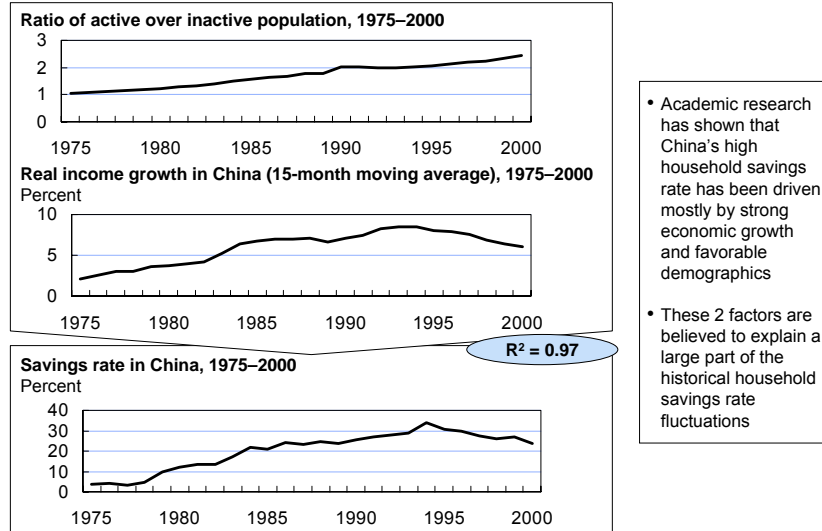 Ratio of active over inactive population, 1975–2000
3
2
1
0
1975 1980 1985 1990 1995 2000
Real income growth in China (15-month moving average), 1975–2000
Percent
10
5
0
1975 1980 1985 1990 1995 2000
R² = 0.97
Savings rate in China, 1975–2000
Percent
40
30
20
10
0
1975 1980 1985 1990 1995 2000
• Academic research
has shown that
China's high
household savings
rate has been driven
mostly by strong
economic growth
and favorable
demographics
• These 2 factors are
believed to explain a
large part of the
historical household
savings rate
fluctuations